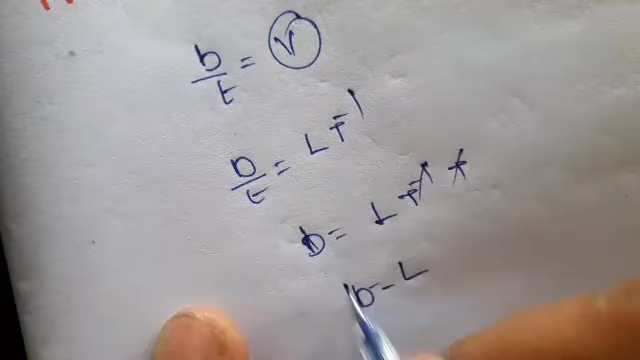 b/t = v
b/t = LT⁻¹
b = LT⁻¹ t
b = L